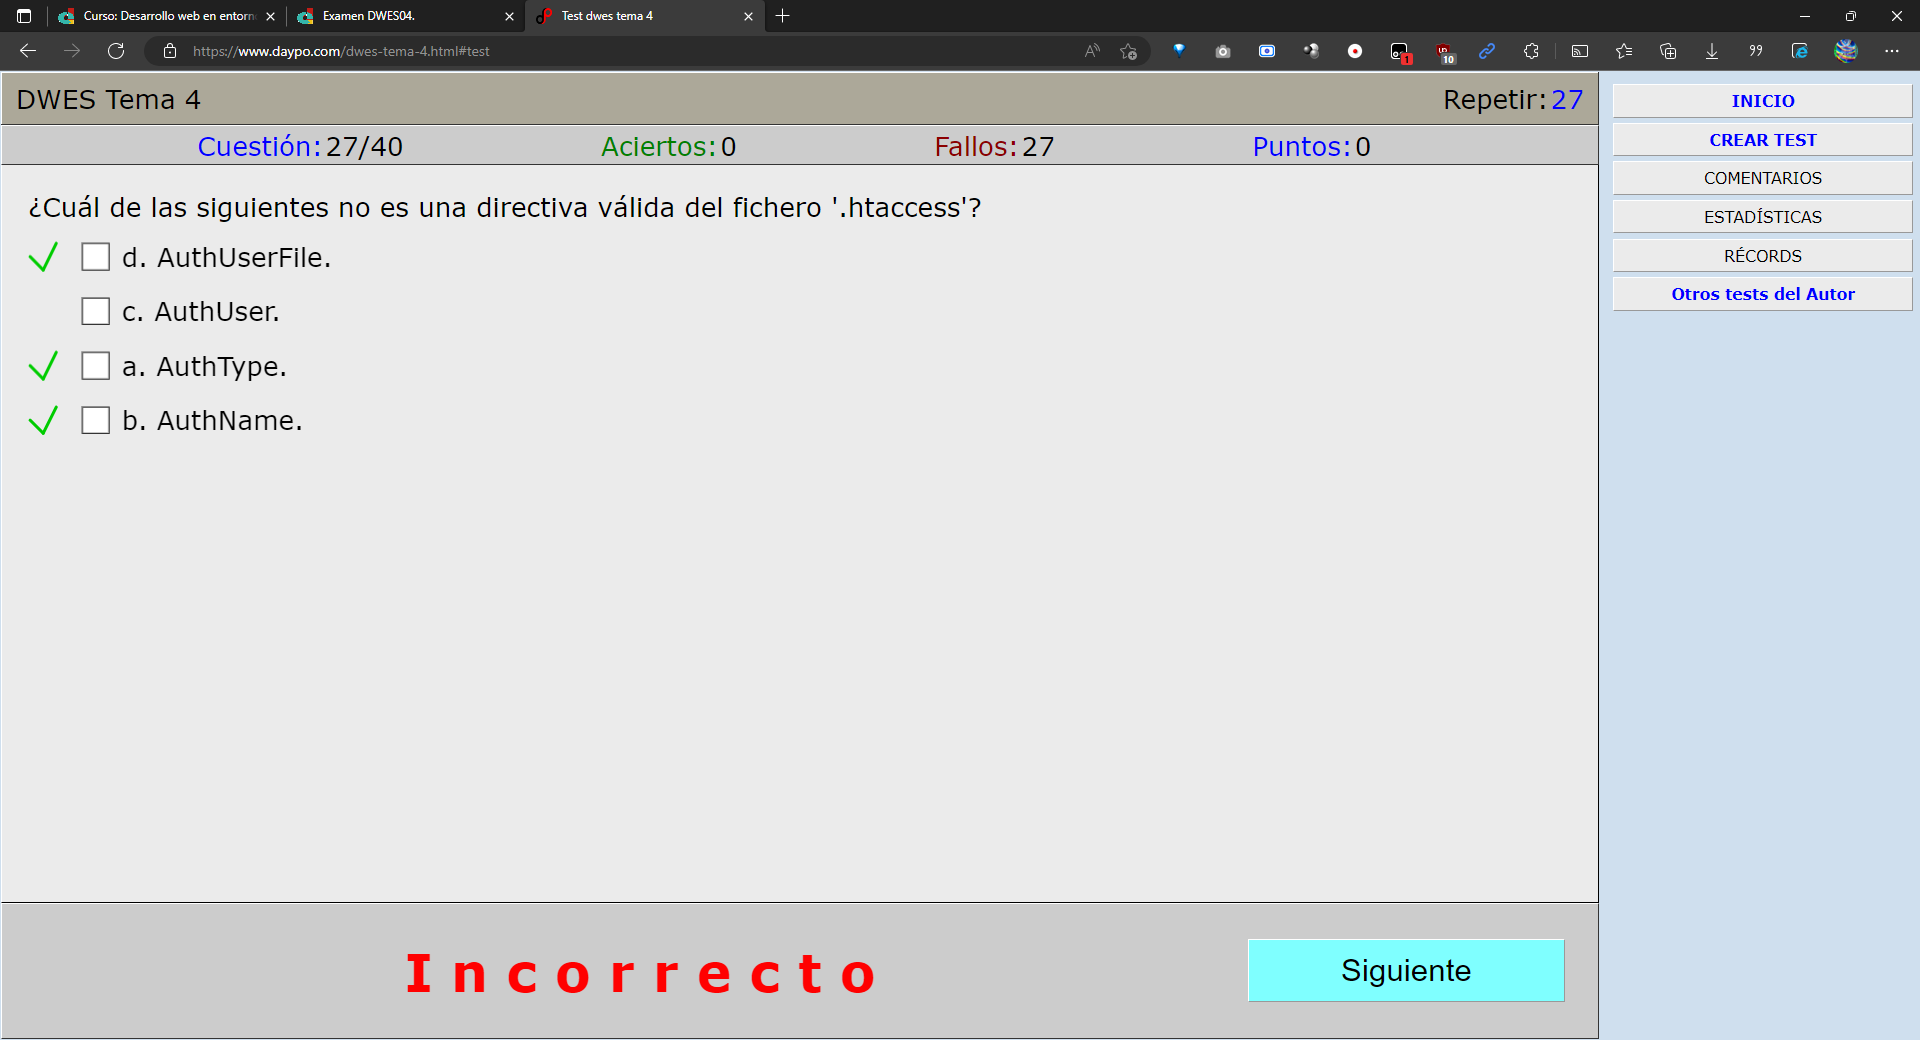 Curso: Desarrollo web en entorn
Examen DWES04.
Test dwes tema 4
https://www.daypo.com/dwes-tema-4.html#test
1
10
DWES Tema 4
Repetir:27
Cuestión:27/40
Aciertos:0
Fallos:27
Puntos:0
¿Cuál de las siguientes no es una directiva válida del fichero '.htaccess'?
d. AuthUserFile.
c. AuthUser.
a. AuthType.
b. AuthName.
Incorrecto
Siguiente
INICIO
CREAR TEST
COMENTARIOS
ESTADÍSTICAS
RÉCORDS
Otros tests del Autor